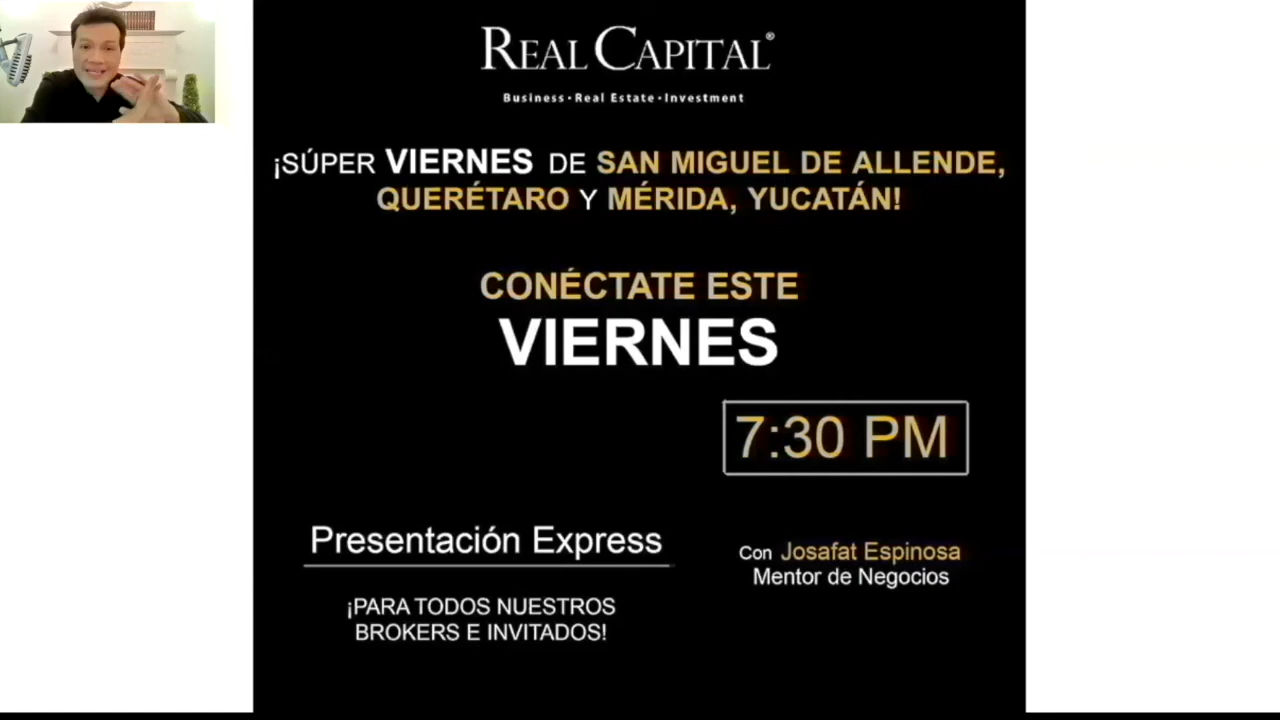 REAL CAPITAL®
Business • Real Estate • Investment
¡SÚPER VIERNES DE SAN MIGUEL DE ALLENDE,
QUERÉTARO Y MÉRIDA, YUCATÁN!
CONÉCTATE ESTE
VIERNES
7:30 PM
Presentación Express
¡PARA TODOS NUESTROS
BROKERS E INVITADOS!
Con Josafat Espinosa
Mentor de Negocios